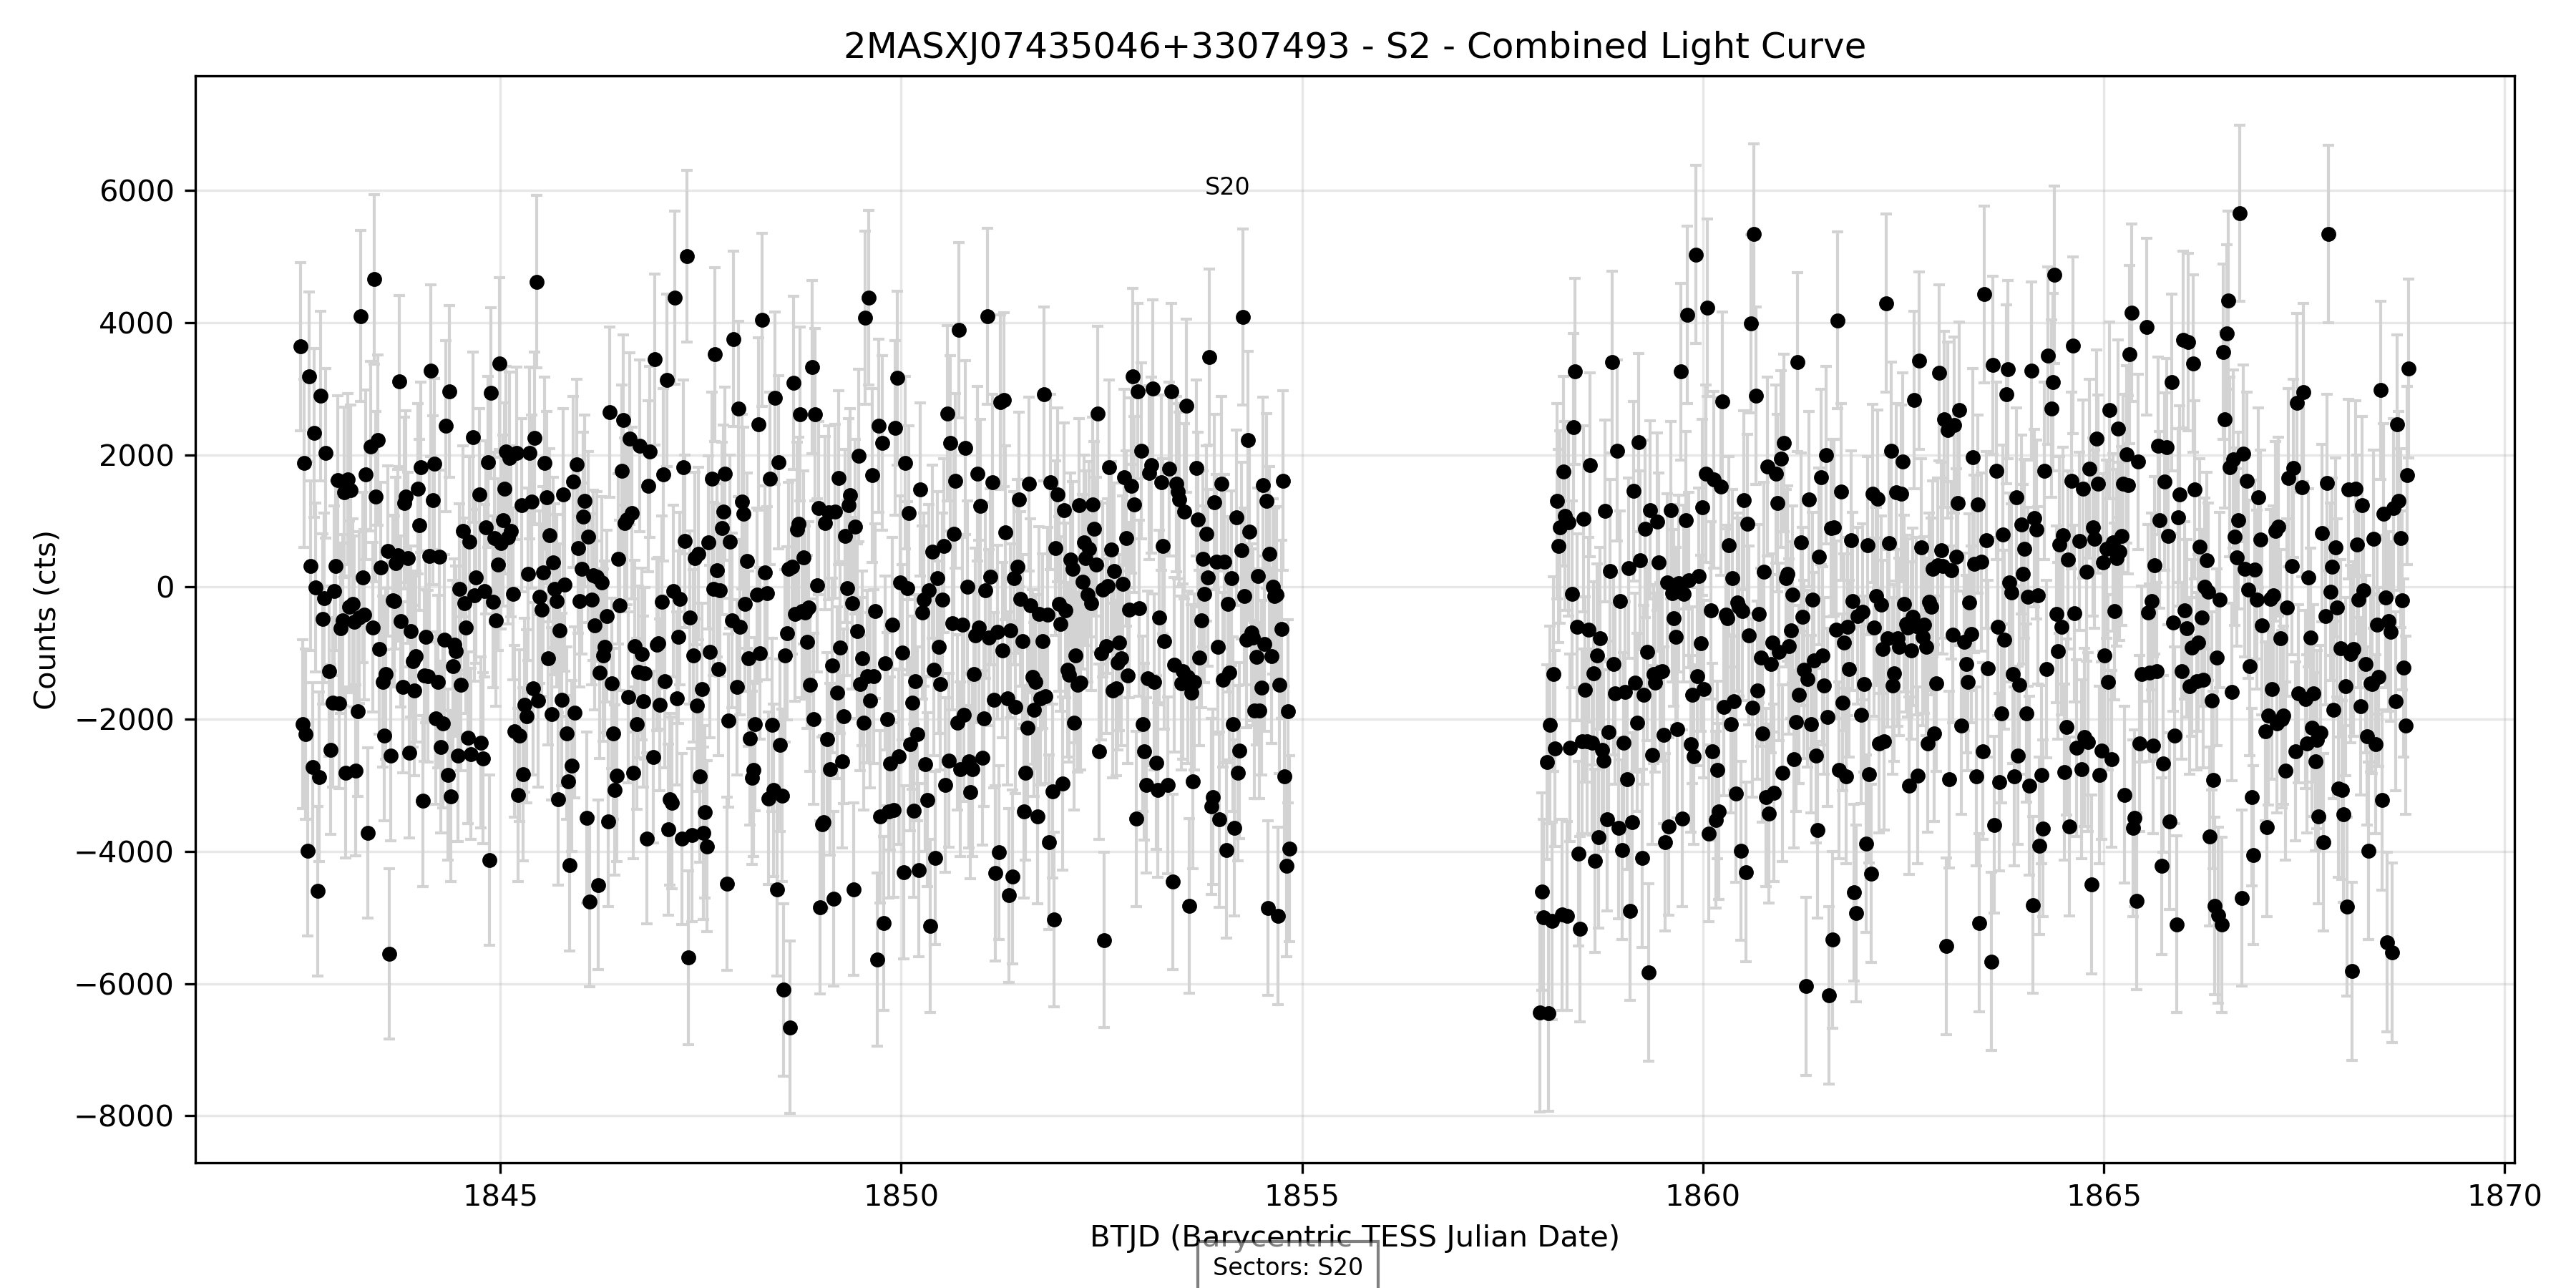 2MASXJ07435046+3307493 - S2 - Combined Light Curve
S20
6000
4000
2000
0
−2000
−4000
−6000
−8000
Counts (cts)
1845 1850 1855 1860 1865 1870
BTJD (Barycentric TESS Julian Date)
Sectors: S20